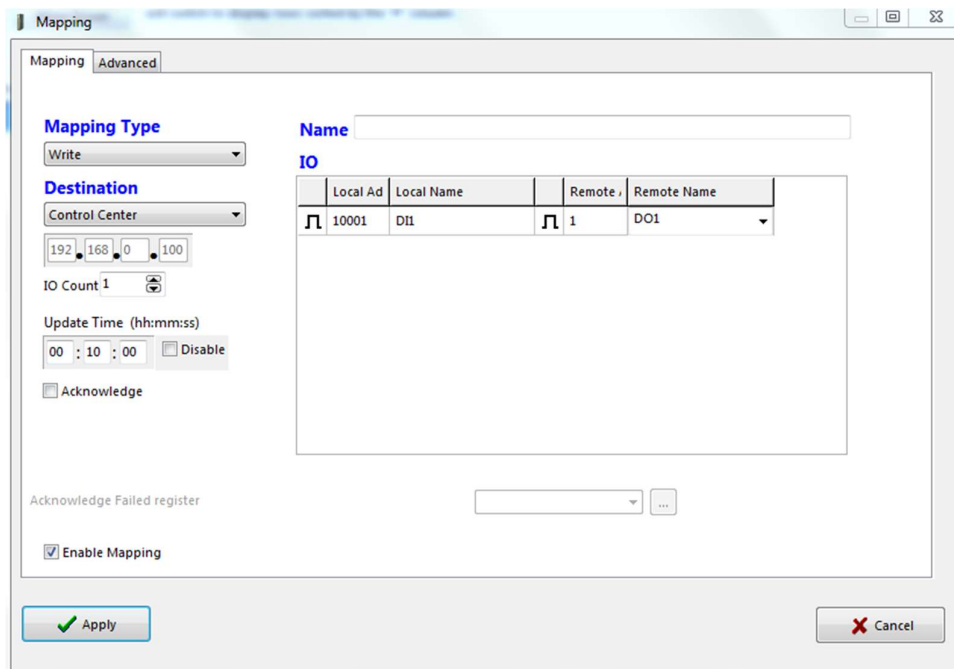 Mapping
Mapping Advanced
Mapping Type
Write
Name
IO
Destination
Control Center
192 . 168 . 0 . 100
IO Count 1
Update Time (hh:mm:ss)
00 : 10 : 00 Disable
Acknowledge
Local Ad Local Name Remote Remote Name
10001 DI1 1 DO1
Acknowledge Failed register
...
Enable Mapping
Apply
Cancel